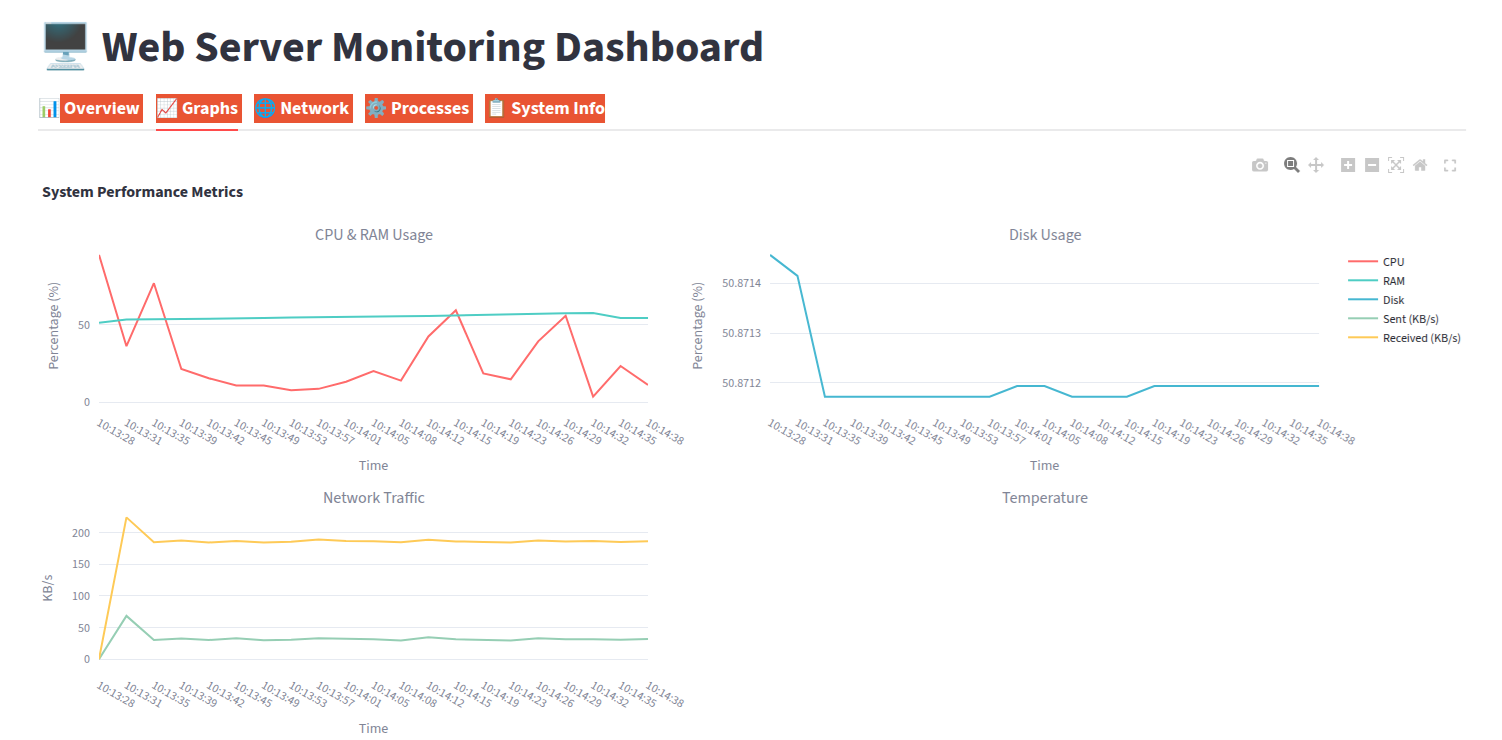 Web Server Monitoring Dashboard
Overview Graphs Network Processes System Info
System Performance Metrics
CPU & RAM Usage
Percentage (%)
50
0
10:13:28 10:13:31 10:13:35 10:13:39 10:13:42 10:13:45 10:13:49 10:13:53 10:13:57 10:14:01 10:14:05 10:14:08 10:14:12 10:14:15 10:14:19 10:14:23 10:14:26 10:14:29 10:14:32 10:14:35 10:14:38
Time
Disk Usage
Percentage (%)
50.8714
50.8713
50.8712
10:13:28 10:13:31 10:13:35 10:13:39 10:13:42 10:13:45 10:13:49 10:13:53 10:13:57 10:14:01 10:14:05 10:14:08 10:14:12 10:14:15 10:14:19 10:14:23 10:14:26 10:14:29 10:14:32 10:14:35 10:14:38
Time
CPU
RAM
Disk
Sent (KB/s)
Received (KB/s)
Network Traffic
KB/s
200
150
100
50
0
10:13:28 10:13:31 10:13:35 10:13:39 10:13:42 10:13:45 10:13:49 10:13:53 10:13:57 10:14:01 10:14:05 10:14:08 10:14:12 10:14:15 10:14:19 10:14:23 10:14:26 10:14:29 10:14:32 10:14:35 10:14:38
Time
Temperature